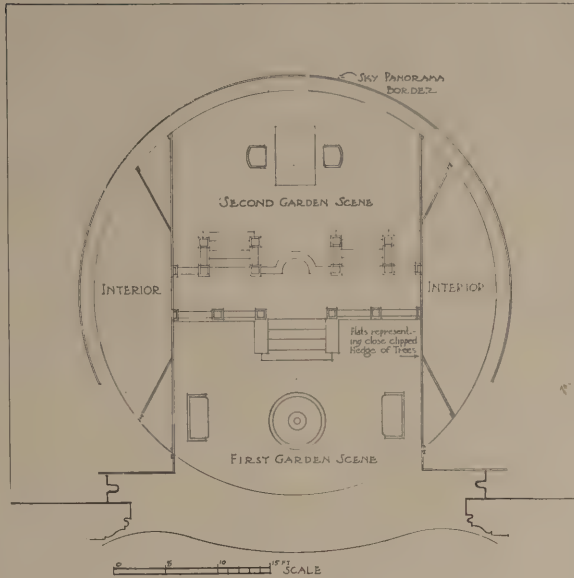 SKY PANORAMA
BORDER
SECOND GARDEN SCENE
INTERIOR
INTERIOR
Flats represent-
ing close clipped
Hedge of Trees
FIRST GARDEN SCENE
0 5 10 15 FT
SCALE